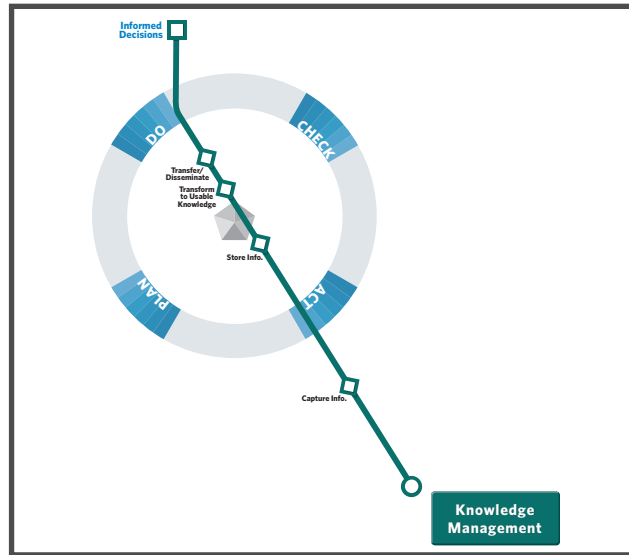 Informed
Decisions
DO
CHECK
Transfer/
Disseminate
Transform
to Usable
Knowledge
Store Info.
PLAN
ACT
Capture Info.
Knowledge
Management